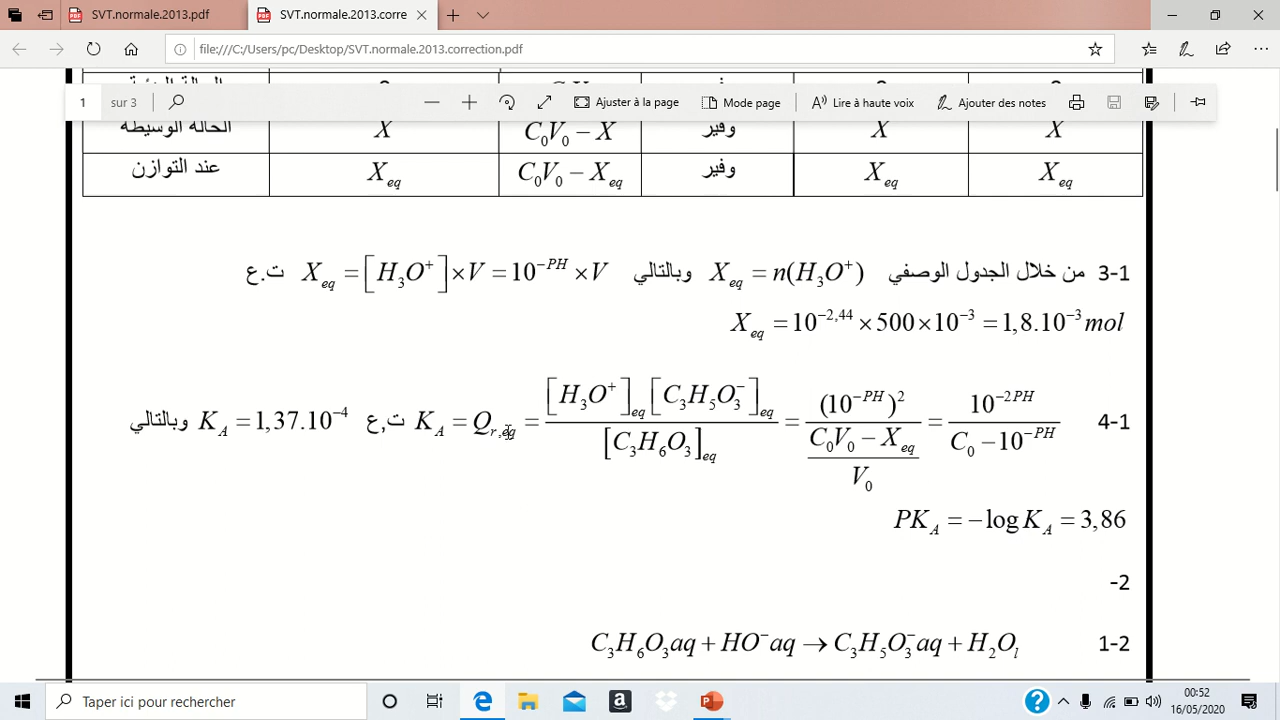 SVT.normale.2013.corre SVT.normale.2013.corre
file:///C:/Users/pc/Desktop/SVT.normale.2013.correction.pdf
1 sur 3 Ajuster à la page Mode page Lire à haute voix Ajouter des notes
الحالة الوسيطة X C₀V₀ − X وفير X X
عند التوازن X_eq C₀V₀ − X_eq وفير X_eq X_eq
3-1 من خلال الجدول الوصفي X_eq = n(H₃O⁺) وبالتالي X_eq = [H₃O⁺] × V = 10^−PH × V ت.ع
X_eq = 10^−2,44 × 500 × 10^−3 = 1,8.10^−3 mol
4-1 K_A = Q_r,eq = [H₃O⁺]_eq [C₃H₅O₃⁻]_eq / [C₃H₆O₃]_eq = (10^−PH)² / ((C₀V₀ − X_eq) / V₀) = 10^−2PH / (C₀ − 10^−PH) ت,ع K_A = 1,37.10^−4 وبالتالي
PK_A = −log K_A = 3,86
-2
1-2 C₃H₆O₃aq + HO⁻aq → C₃H₅O₃⁻aq + H₂O_l
Taper ici pour rechercher 00:52
16/05/2020